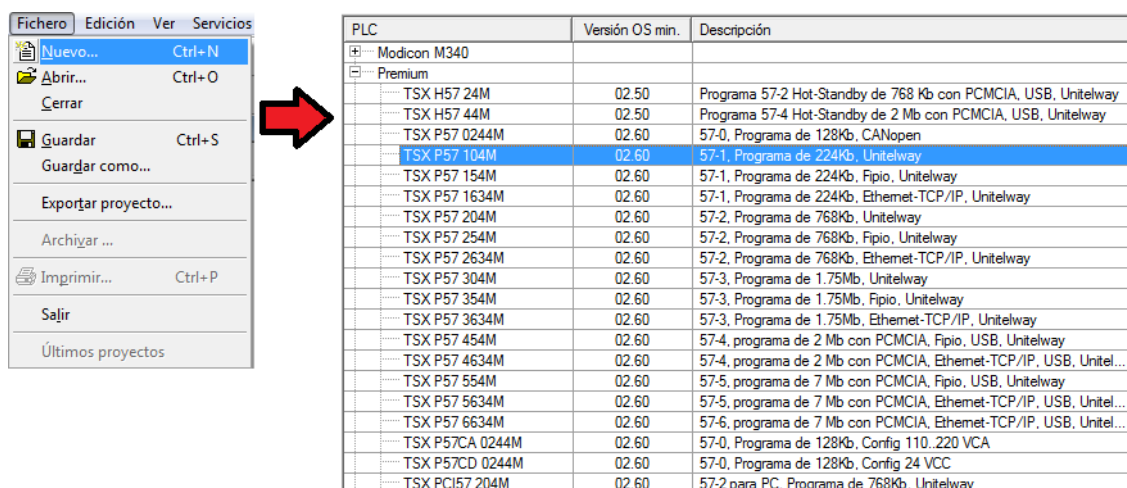 Fichero Edición Ver Servicios
Nuevo... Ctrl+N
Abrir... Ctrl+O
Cerrar
Guardar Ctrl+S
Guardar como...
Exportar proyecto...
Archivar ...
Imprimir... Ctrl+P
Salir
Últimos proyectos
PLC Versión OS min. Descripción
Modicon M340
Premium
TSX H57 24M 02.50 Programa 57-2 Hot-Standby de 768 Kb con PCMCIA, USB, Unitelway
TSX H57 44M 02.50 Programa 57-4 Hot-Standby de 2 Mb con PCMCIA, USB, Unitelway
TSX P57 0244M 02.60 57-0, Programa de 128Kb, CANopen
TSX P57 104M 02.60 57-1, Programa de 224Kb, Unitelway
TSX P57 154M 02.60 57-1, Programa de 224Kb, Fipio, Unitelway
TSX P57 1634M 02.60 57-1, Programa de 224Kb, Ethernet-TCP/IP, Unitelway
TSX P57 204M 02.60 57-2, Programa de 768Kb, Unitelway
TSX P57 254M 02.60 57-2, Programa de 768Kb, Fipio, Unitelway
TSX P57 2634M 02.60 57-2, Programa de 768Kb, Ethernet-TCP/IP, Unitelway
TSX P57 304M 02.60 57-3, Programa de 1.75Mb, Unitelway
TSX P57 354M 02.60 57-3, Programa de 1.75Mb, Fipio, Unitelway
TSX P57 3634M 02.60 57-3, Programa de 1.75Mb, Ethernet-TCP/IP, Unitelway
TSX P57 454M 02.60 57-4, programa de 2 Mb con PCMCIA, Fipio, USB, Unitelway
TSX P57 4634M 02.60 57-4, programa de 2 Mb con PCMCIA, Ethernet-TCP/IP, USB, Unitel...
TSX P57 554M 02.60 57-5, programa de 7 Mb con PCMCIA, Fipio, USB, Unitelway
TSX P57 5634M 02.60 57-5, programa de 7 Mb con PCMCIA, Ethernet-TCP/IP, USB, Unitel...
TSX P57 6634M 02.60 57-6, programa de 7 Mb con PCMCIA, Ethernet-TCP/IP, USB, Unitel...
TSX P57CA 0244M 02.60 57-0, Programa de 128Kb, Config 110..220 VCA
TSX P57CD 0244M 02.60 57-0, Programa de 128Kb, Config 24 VCC
TSX PCI57 204M 02.60 57-2 para PC, Programa de 768Kb, Unitelway